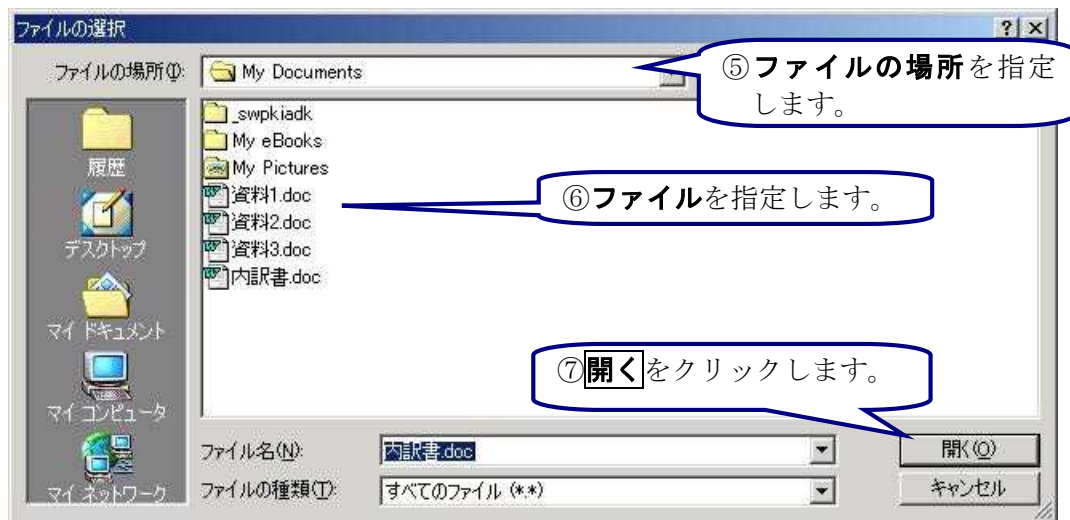 ファイルの選択
ファイルの場所(I):
My Documents
⑤ファイルの場所を指定
します。
_swpkiadk
My eBooks
My Pictures
資料1.doc
資料2.doc
資料3.doc
内訳書.doc
⑥ファイルを指定します。
履歴
デスクトップ
マイ ドキュメント
マイ コンピュータ
マイ ネットワーク
⑦開くをクリックします。
ファイル名(N):
内訳書.doc
開く(O)
ファイルの種類(T):
すべてのファイル (*.*)
キャンセル